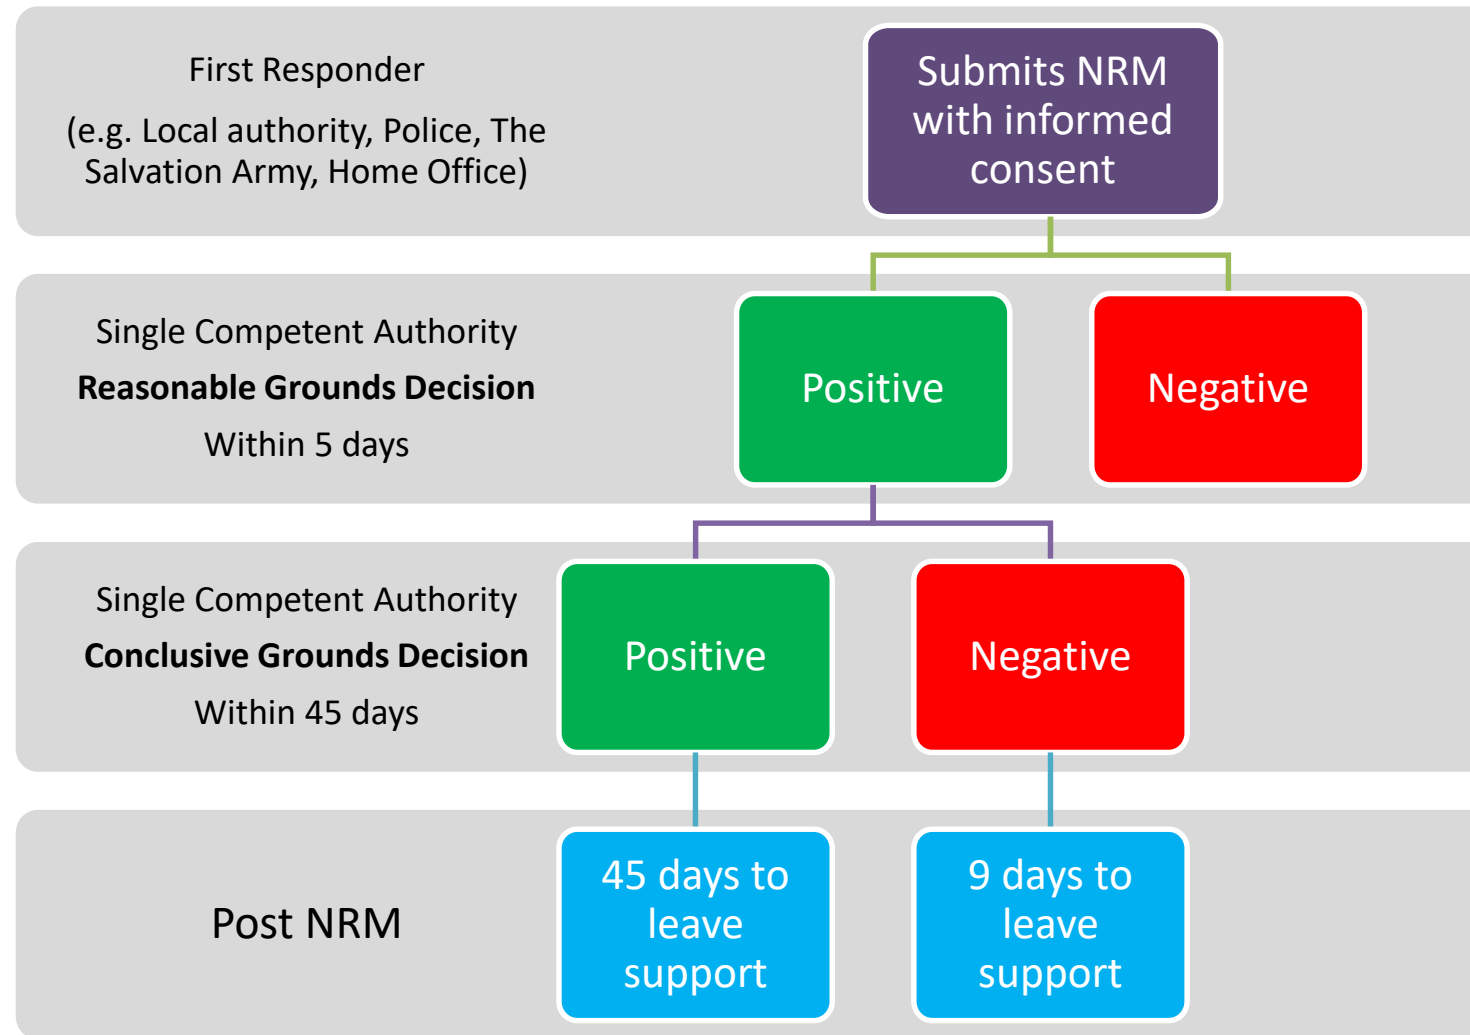 First Responder
(e.g. Local authority, Police, The
Salvation Army, Home Office)
Submits NRM
with informed
consent
Single Competent Authority
Reasonable Grounds Decision
Within 5 days
Positive
Negative
Single Competent Authority
Conclusive Grounds Decision
Within 45 days
Positive
Negative
Post NRM
45 days to
leave
support
9 days to
leave
support